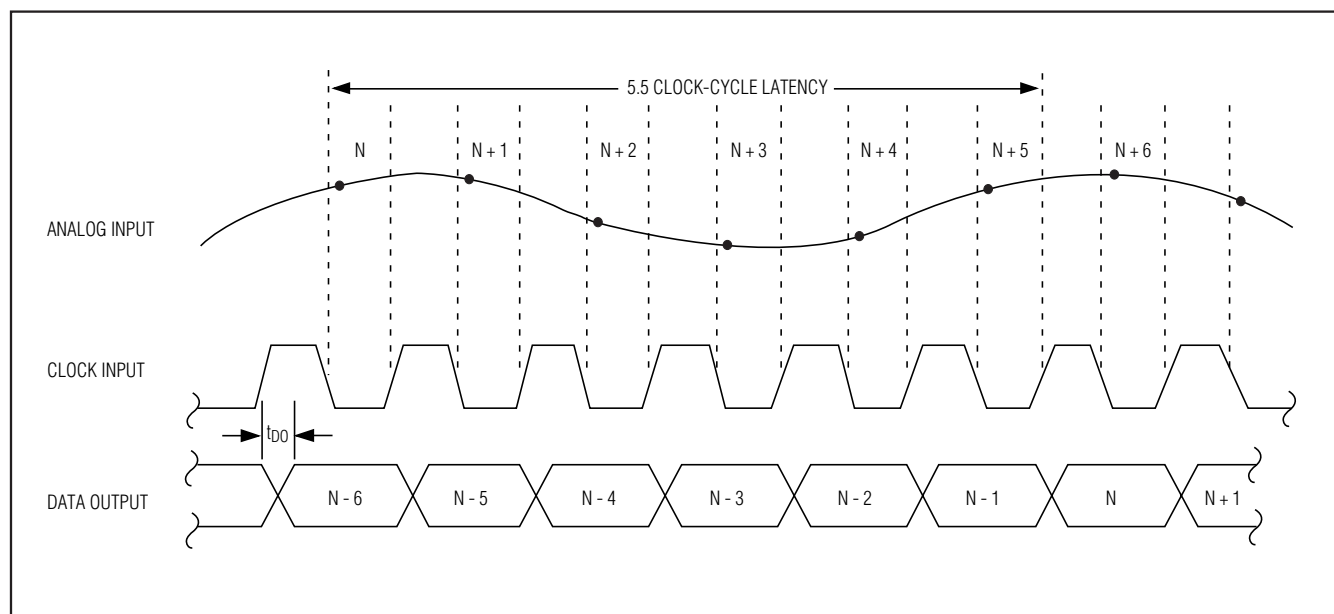 5.5 CLOCK-CYCLE LATENCY
N N + 1 N + 2 N + 3 N + 4 N + 5 N + 6
ANALOG INPUT
CLOCK INPUT
tDO
DATA OUTPUT N - 6 N - 5 N - 4 N - 3 N - 2 N - 1 N N + 1